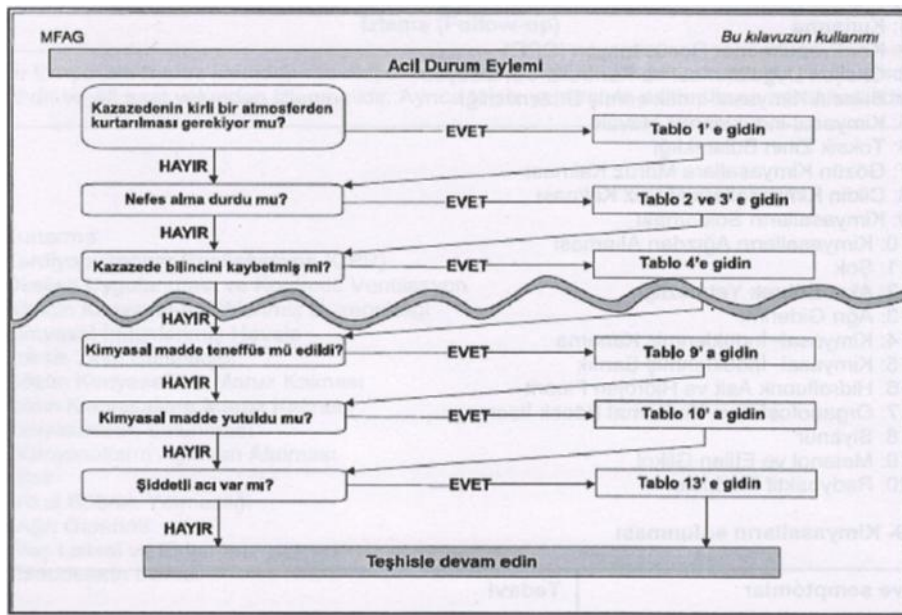 MFAG
Bu kılavuzun kullanımı
Acil Durum Eylemi
Kazazedenin kirli bir atmosferden
kurtarılması gerekiyor mu?
EVET
Tablo 1' e gidin
HAYIR
Nefes alma durdu mu?
EVET
Tablo 2 ve 3' e gidin
HAYIR
Kazazede bilincini kaybetmiş mi?
EVET
Tablo 4'e gidin
HAYIR
Kimyasal madde teneffüs mü edildi?
EVET
Tablo 9' a gidin
HAYIR
Kimyasal madde yutuldu mu?
EVET
Tablo 10' a gidin
HAYIR
Şiddetli acı var mı?
EVET
Tablo 13' e gidin
HAYIR
Teşhisle devam edin